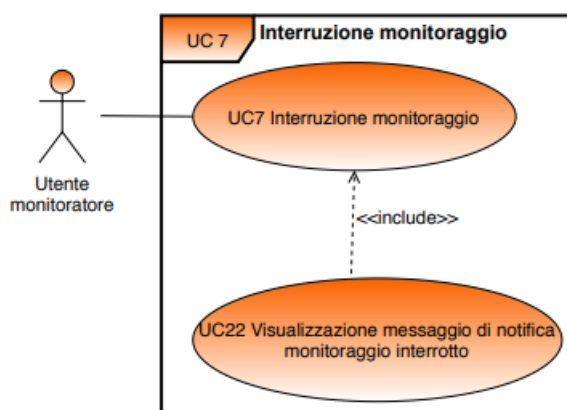 UC 7
Interruzione monitoraggio
UC7 Interruzione monitoraggio
Utente
monitoratore
<<include>>
UC22 Visualizzazione messaggio di notifica
monitoraggio interrotto